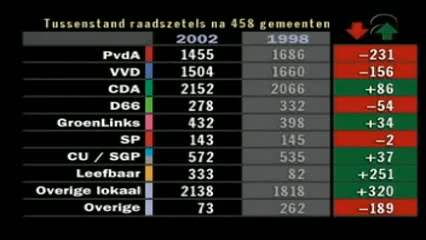 Tussenstand raadszetels na 458 gemeenten
2002 1998
PvdA 1455 1686 −231
VVD 1504 1660 −156
CDA 2152 2066 +86
D66 278 332 −54
GroenLinks 432 398 +34
SP 143 145 −2
CU / SGP 572 535 +37
Leefbaar 333 82 +251
Overige lokaal 2138 1818 +320
Overige 73 262 −189